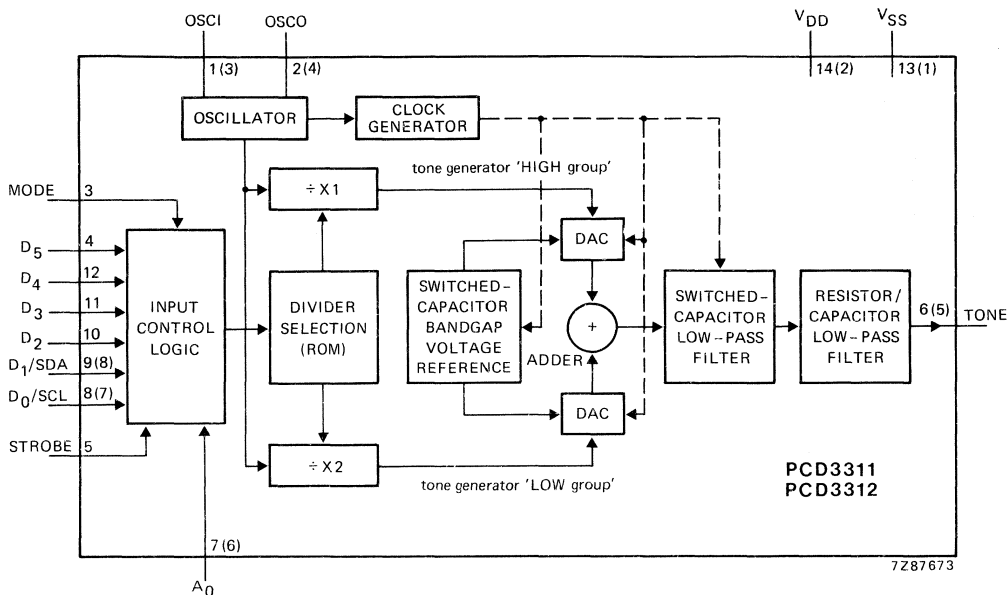 OSCI
OSCO
VDD
VSS
1 (3)
2 (4)
14(2)
13(1)
OSCILLATOR
CLOCK
GENERATOR
tone generator 'HIGH group'
÷ X1
MODE
3
D5
4
D4
12
D3
11
D2
10
D1/SDA
9(8)
D0/SCL
8(7)
STROBE
5
INPUT
CONTROL
LOGIC
DIVIDER
SELECTION
(ROM)
SWITCHED-
CAPACITOR
BANDGAP
VOLTAGE
REFERENCE
DAC
+
ADDER
DAC
SWITCHED-
CAPACITOR
LOW-PASS
FILTER
RESISTOR/
CAPACITOR
LOW-PASS
FILTER
6(5)
TONE
÷ X2
tone generator 'LOW group'
PCD3311
PCD3312
7(6)
A0
7Z87673